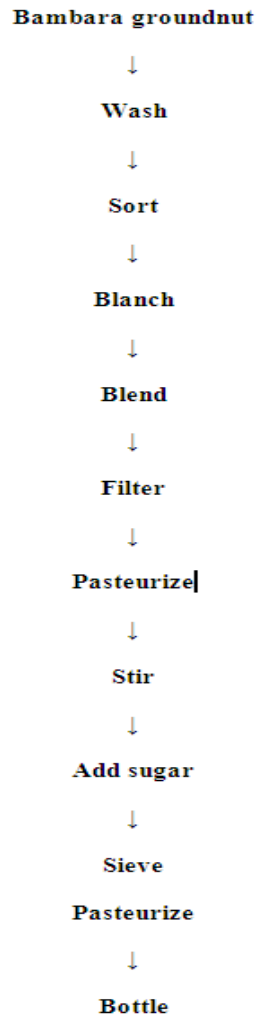 Bambara groundnut
↓
Wash
↓
Sort
↓
Blanch
↓
Blend
↓
Filter
↓
Pasteurize
↓
Stir
↓
Add sugar
↓
Sieve
Pasteurize
↓
Bottle